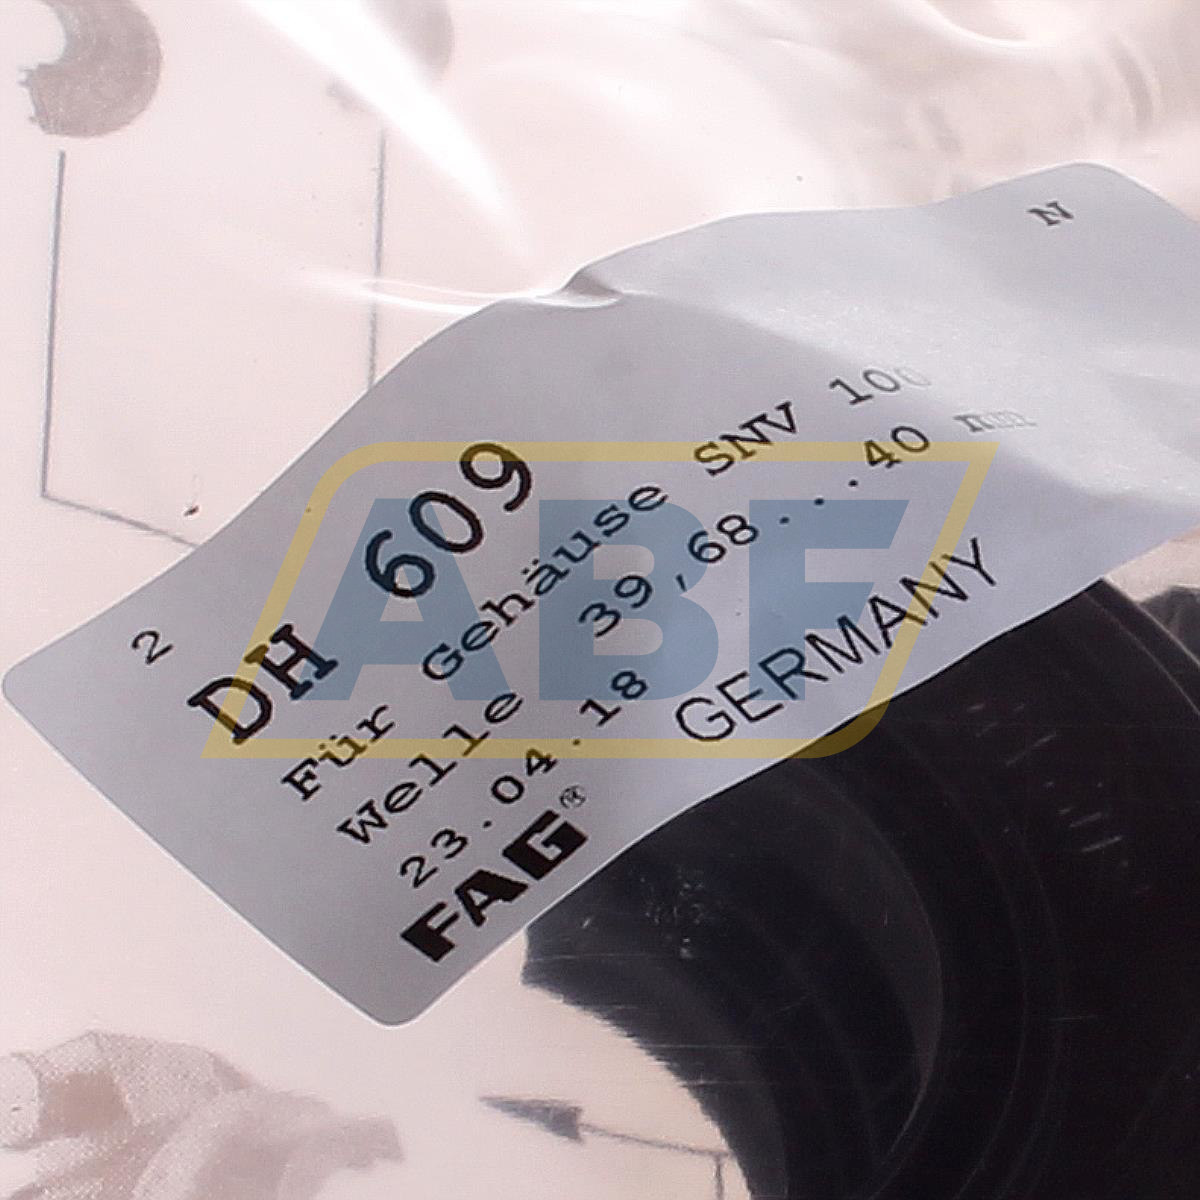 N
2
DH 609
Für Gehäuse SNV 100
Welle 39,68...40 mm
23.04.18
GERMANY
FAG®
ABF